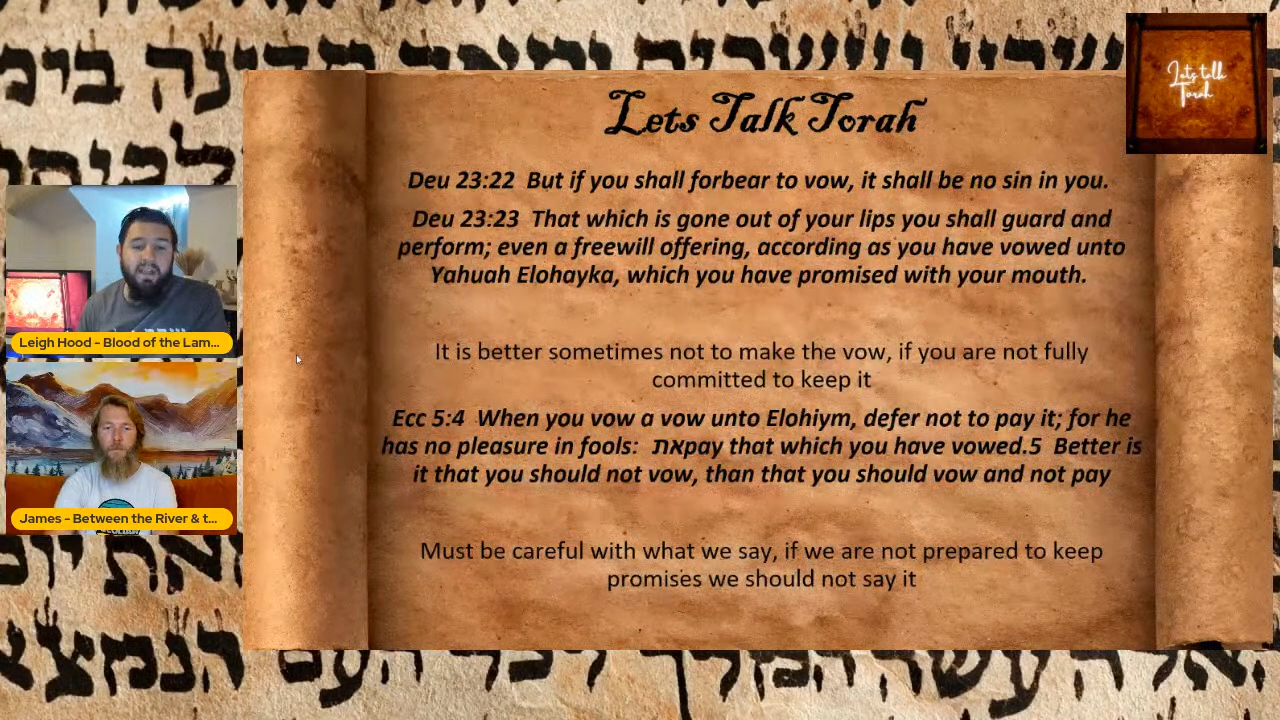 Lets Talk Torah
Lets talk
Torah
Deu 23:22 But if you shall forbear to vow, it shall be no sin in you.
Deu 23:23 That which is gone out of your lips you shall guard and
perform; even a freewill offering, according as you have vowed unto
Yahuah Elohayka, which you have promised with your mouth.
It is better sometimes not to make the vow, if you are not fully
committed to keep it
Ecc 5:4 When you vow a vow unto Elohiym, defer not to pay it; for he
has no pleasure in fools: אתpay that which you have vowed.5 Better is
it that you should not vow, than that you should vow and not pay
Must be careful with what we say, if we are not prepared to keep
promises we should not say it
Leigh Hood - Blood of the Lam...
James - Between the River & t...